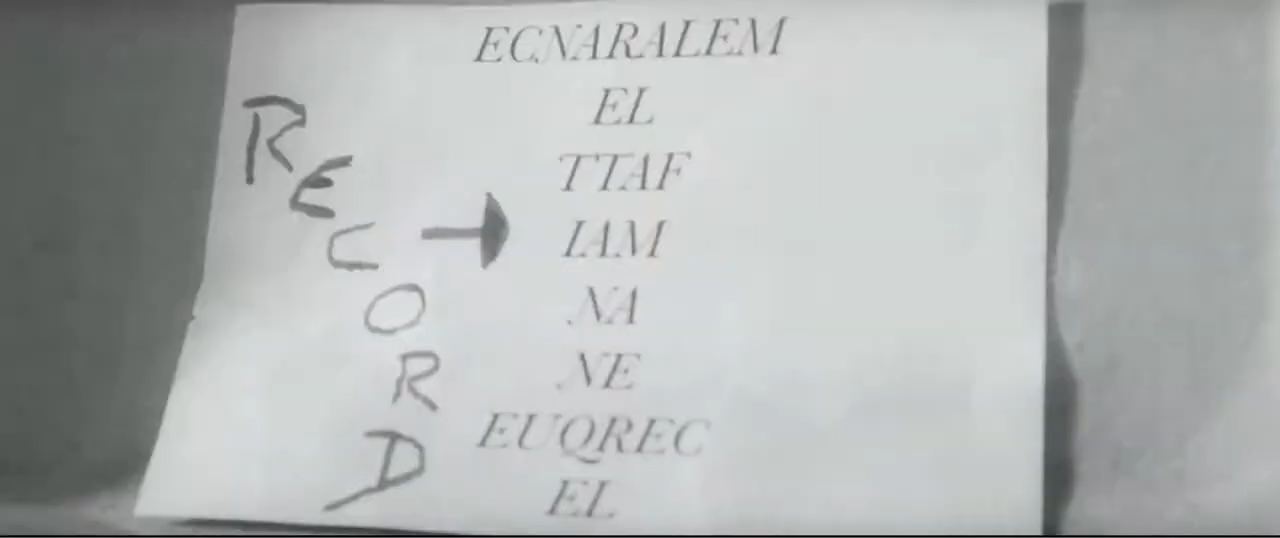 ECNARALEM
EL
TTAF
IAM
NA
NE
EUQREC
EL
RECORD